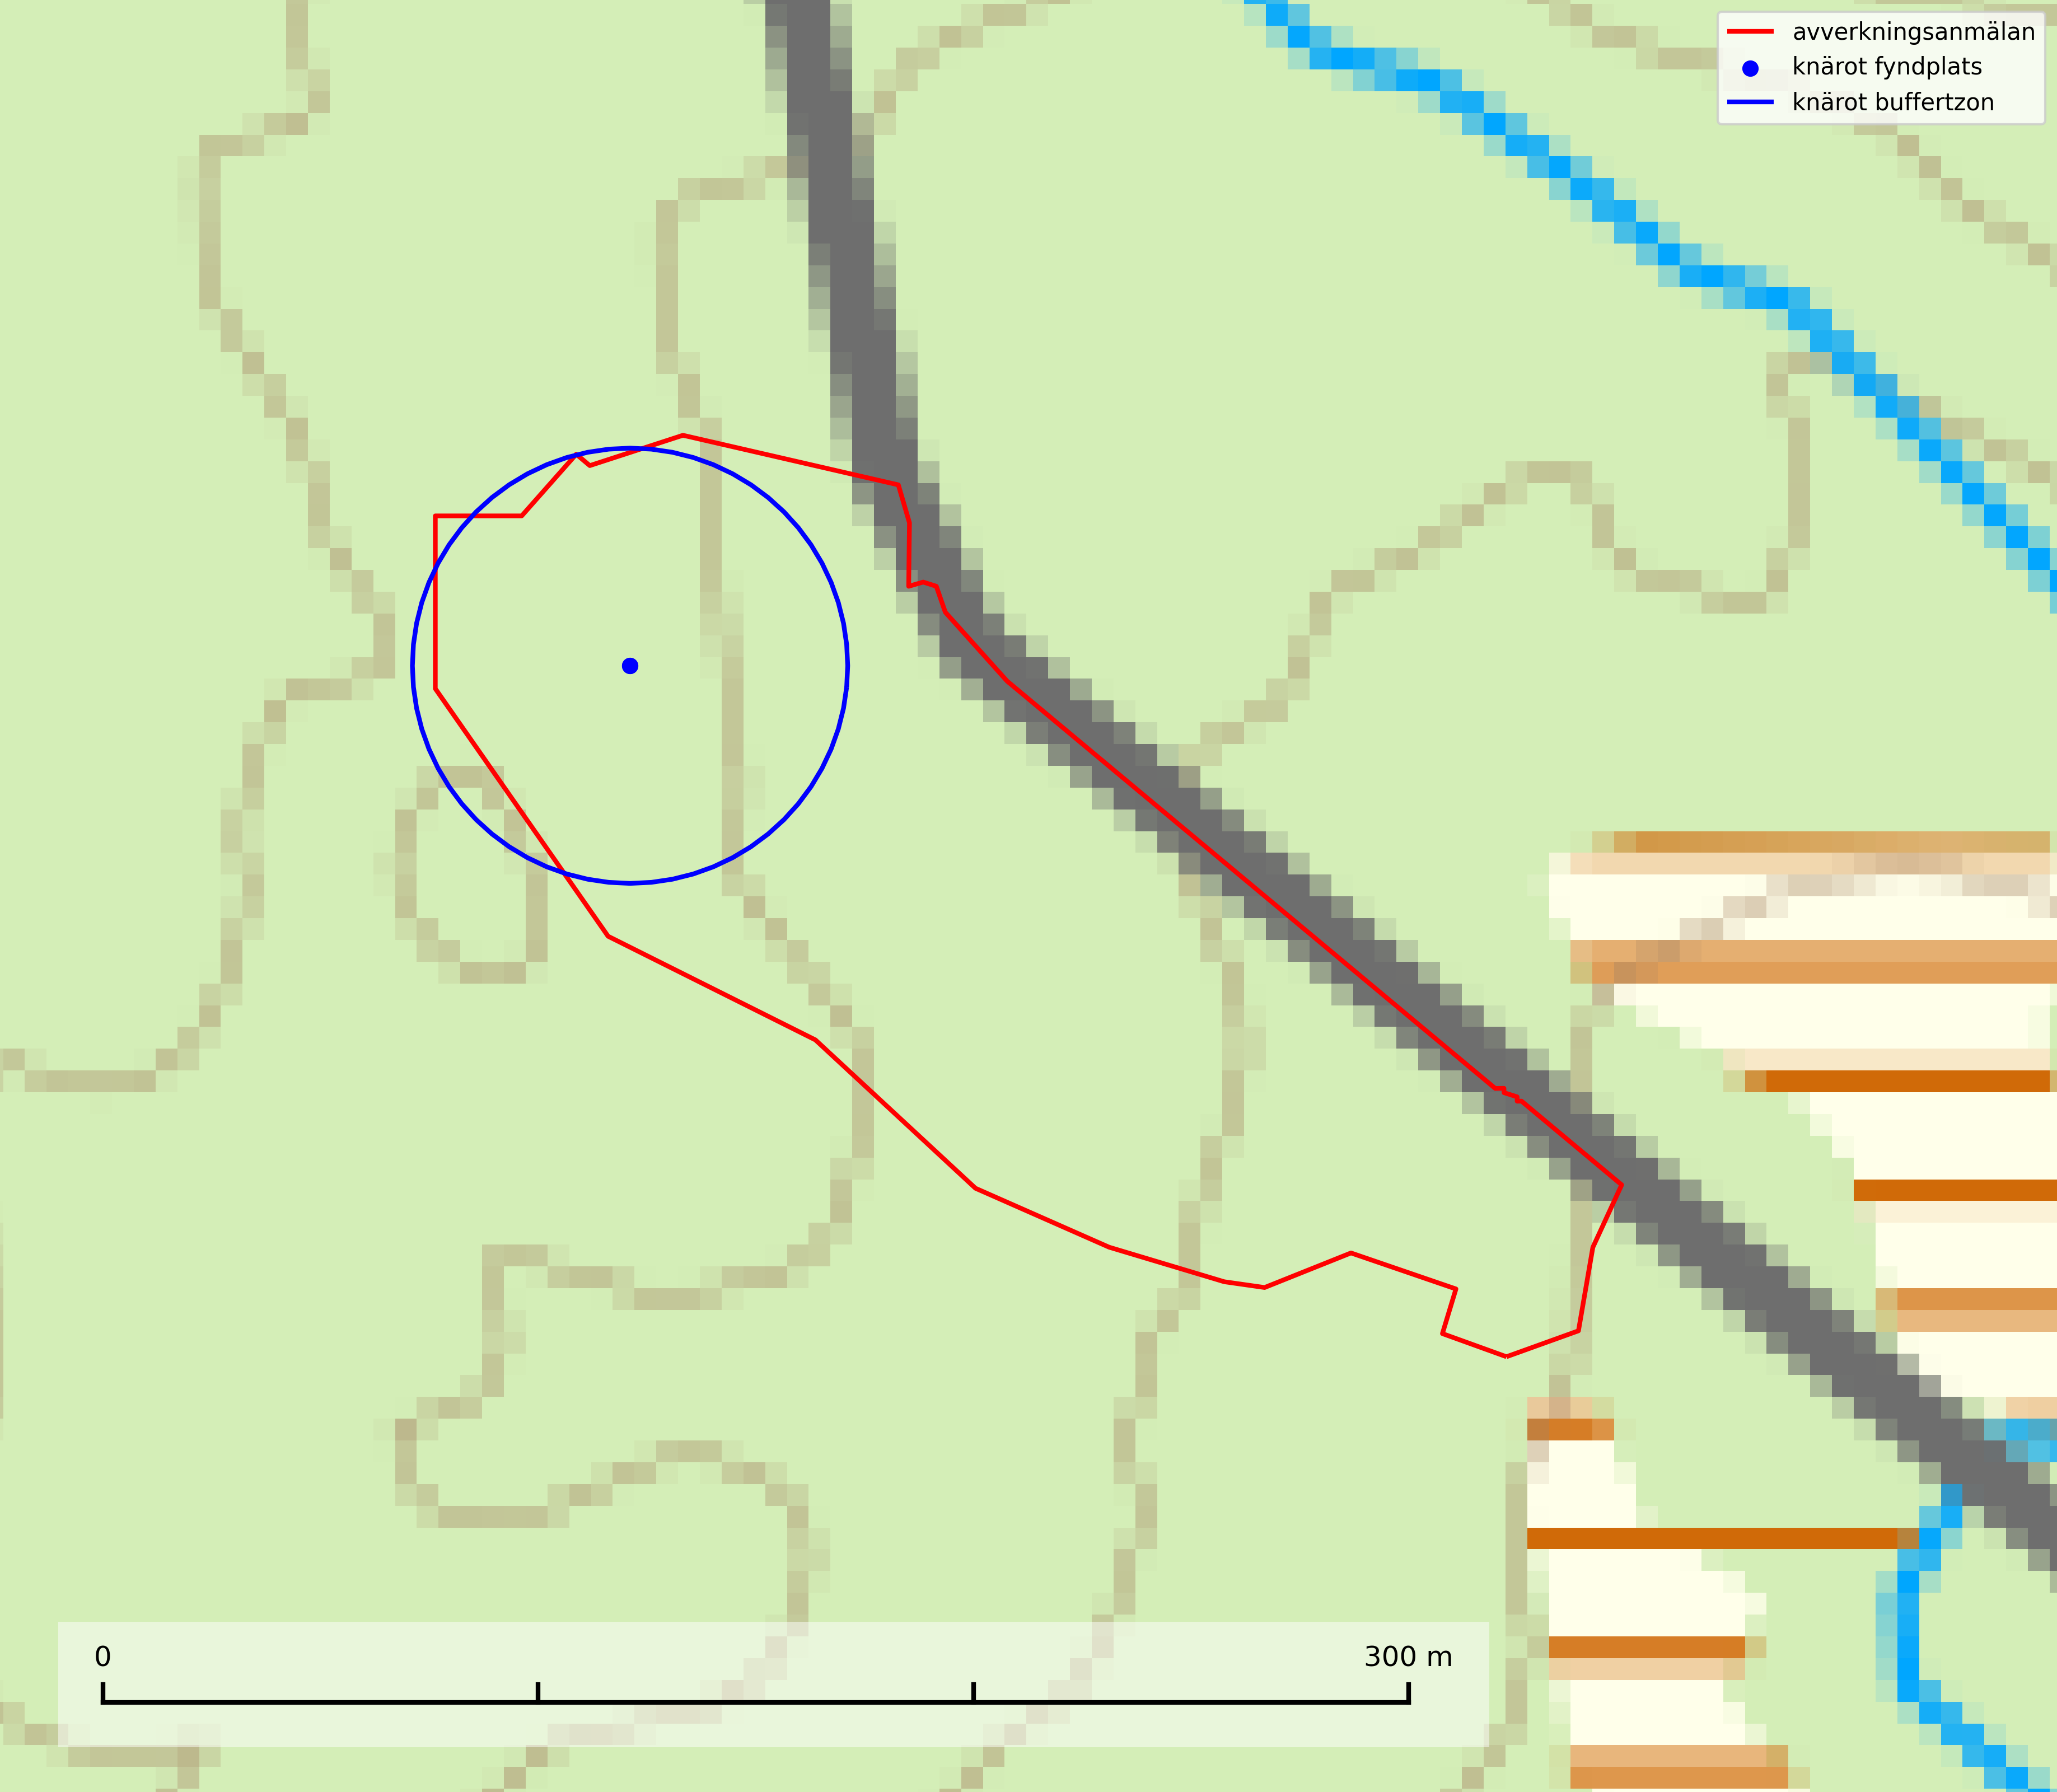 avverkningsanmälan
knärot fyndplats
knärot buffertzon
0
300 m